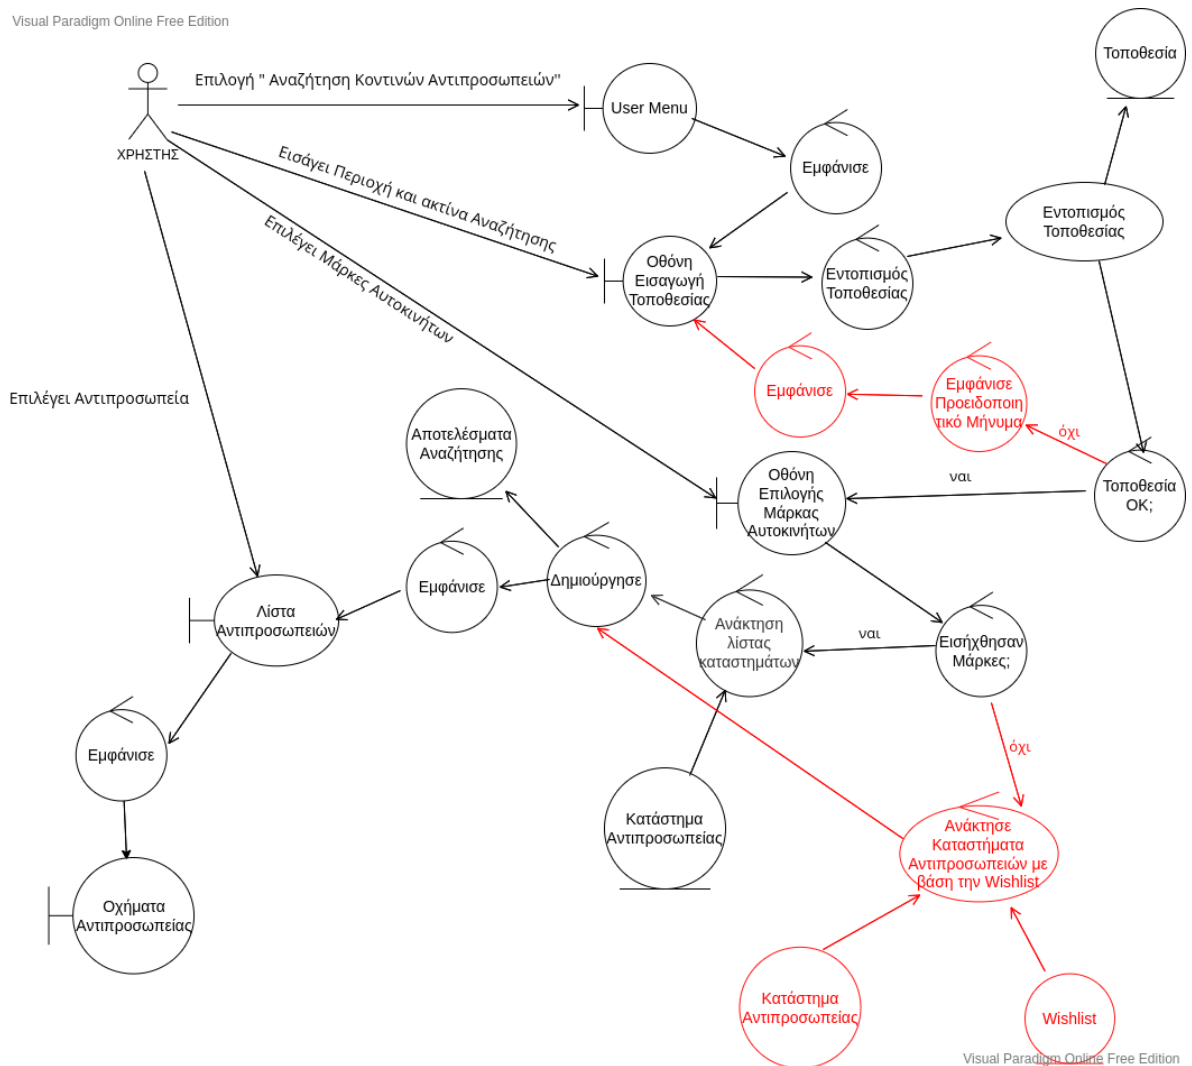 Visual Paradigm Online Free Edition
Τοποθεσία
Επιλογή " Αναζήτηση Κοντινών Αντιπροσωπειών"
User Menu
ΧΡΗΣΤΗΣ
Εμφάνισε
Εισάγει Περιοχή και ακτίνα Αναζήτησης
Επιλέγει Μάρκες Αυτοκινήτων
Εντοπισμός
Τοποθεσίας
Οθόνη
Εισαγωγή
Τοποθεσίας
Εντοπισμός
Τοποθεσίας
Εμφάνισε
Εμφάνισε
Προειδοποιη
τικό Μήνυμα
όχι
Επιλέγει Αντιπροσωπεία
Αποτελέσματα
Αναζήτησης
Οθόνη
Επιλογής
Μάρκας
Αυτοκινήτων
ναι
Τοποθεσία
ΟΚ;
Εμφάνισε
Δημιούργησε
Λίστα
Αντιπροσωπειών
Ανάκτηση
λίστας
καταστημάτων
ναι
Εισήχθησαν
Μάρκες;
Εμφάνισε
όχι
Κατάστημα
Αντιπροσωπείας
Ανάκτησε
Καταστήματα
Αντιπροσωπειών με
βάση την Wishlist
Οχήματα
Αντιπροσωπείας
Κατάστημα
Αντιπροσωπείας
Wishlist
Visual Paradigm Online Free Edition